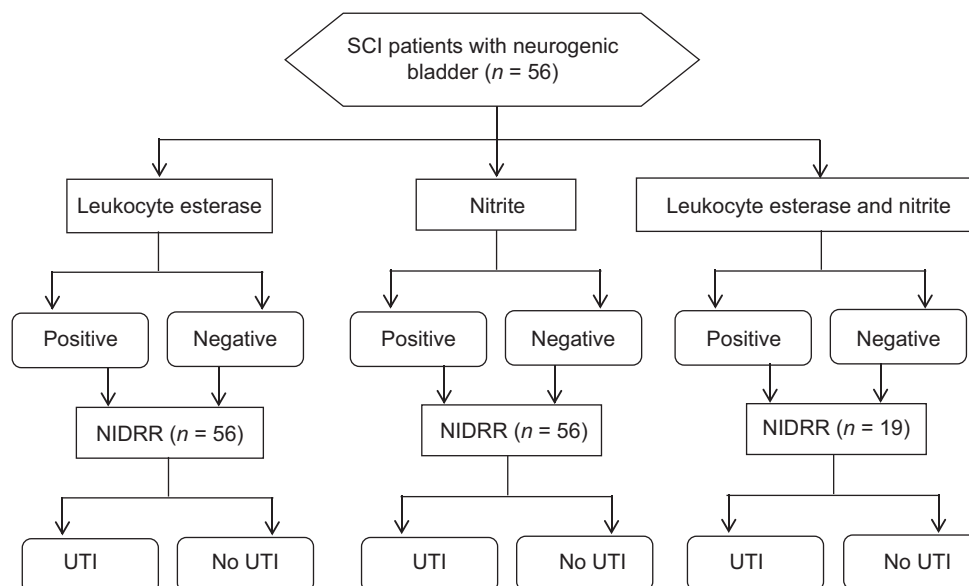 SCI patients with neurogenic
bladder (n = 56)
Leukocyte esterase
Nitrite
Leukocyte esterase and nitrite
Positive
Negative
Positive
Negative
Positive
Negative
NIDRR (n = 56)
NIDRR (n = 56)
NIDRR (n = 19)
UTI
No UTI
UTI
No UTI
UTI
No UTI